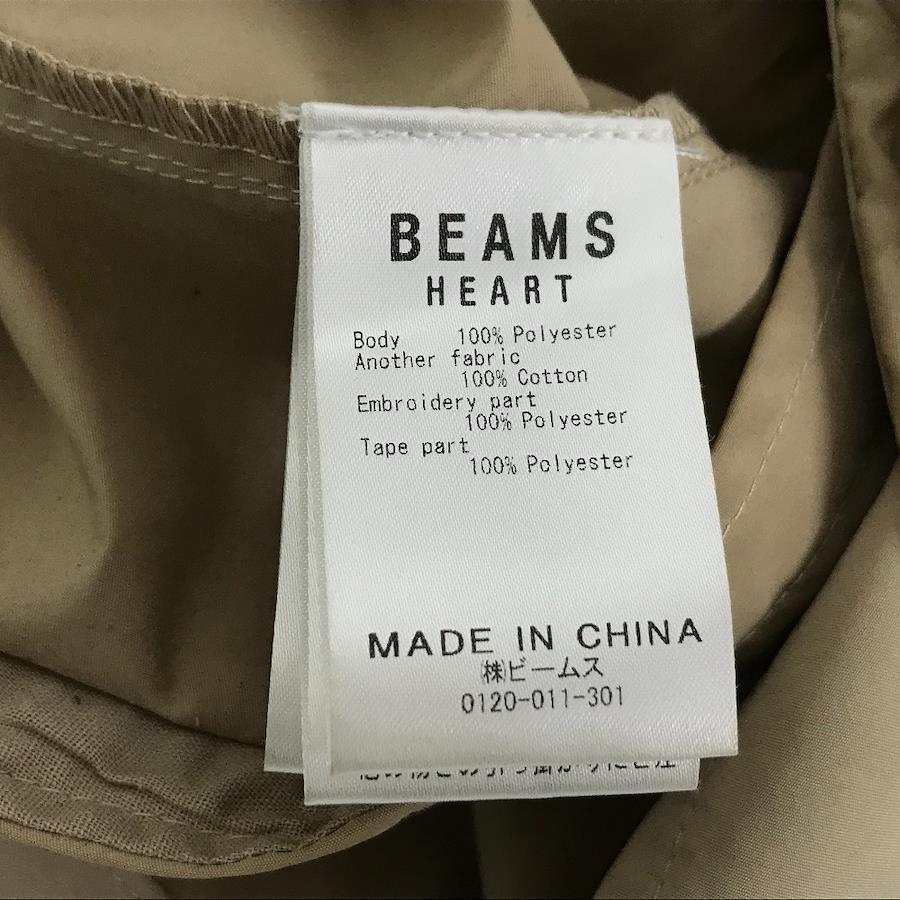 BEAMS
HEART
Body 100% Polyester
Another fabric
100% Cotton
Embroidery part
100% Polyester
Tape part
100% Polyester
MADE IN CHINA
㈱ビームス
0120-011-301